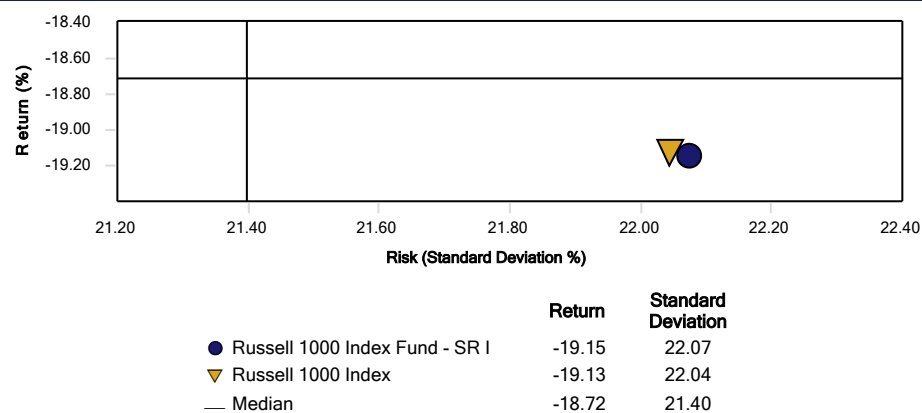 -18.40
-18.60
-18.80
-19.00
-19.20
Return (%)
21.20 21.40 21.60 21.80 22.00 22.20 22.40
Risk (Standard Deviation %)
Return Standard Deviation
Russell 1000 Index Fund - SR I -19.15 22.07
Russell 1000 Index -19.13 22.04
Median -18.72 21.40